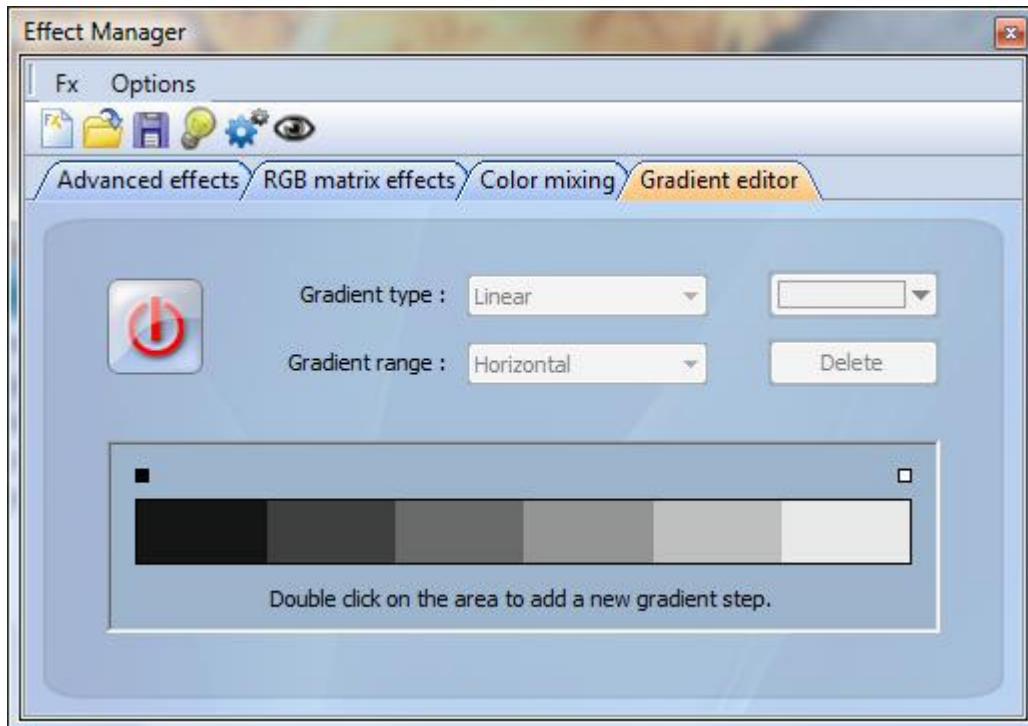 Effect Manager
Fx Options
Advanced effects RGB matrix effects Color mixing Gradient editor
Gradient type : Linear
Gradient range : Horizontal Delete
Double click on the area to add a new gradient step.